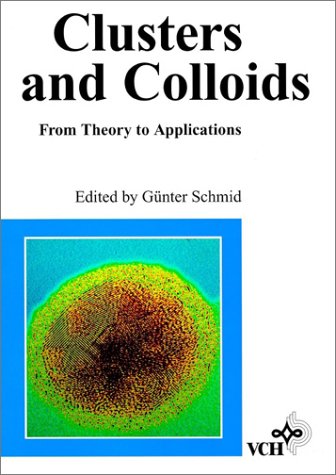 Clusters
and Colloids
From Theory to Applications
Edited by Günter Schmid
VCH